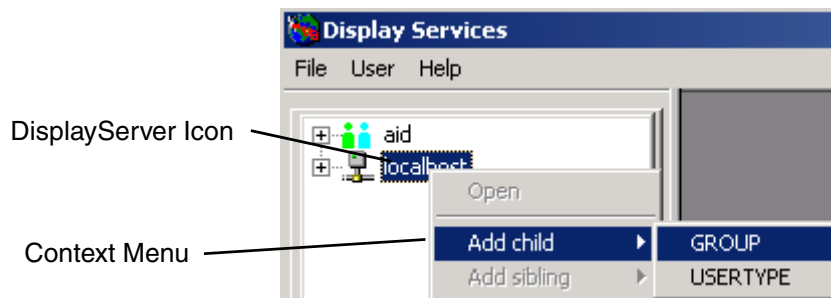 Display Services
File User Help
DisplayServer Icon
aid
localhost
Open
Context Menu
Add child GROUP
Add sibling USERTYPE